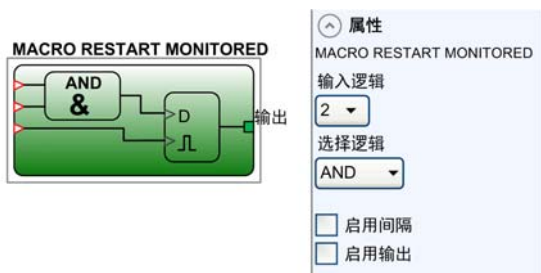 MACRO RESTART MONITORED
AND
&
D
输出
属性
MACRO RESTART MONITORED
输入逻辑
2
选择逻辑
AND
启用间隔
启用输出